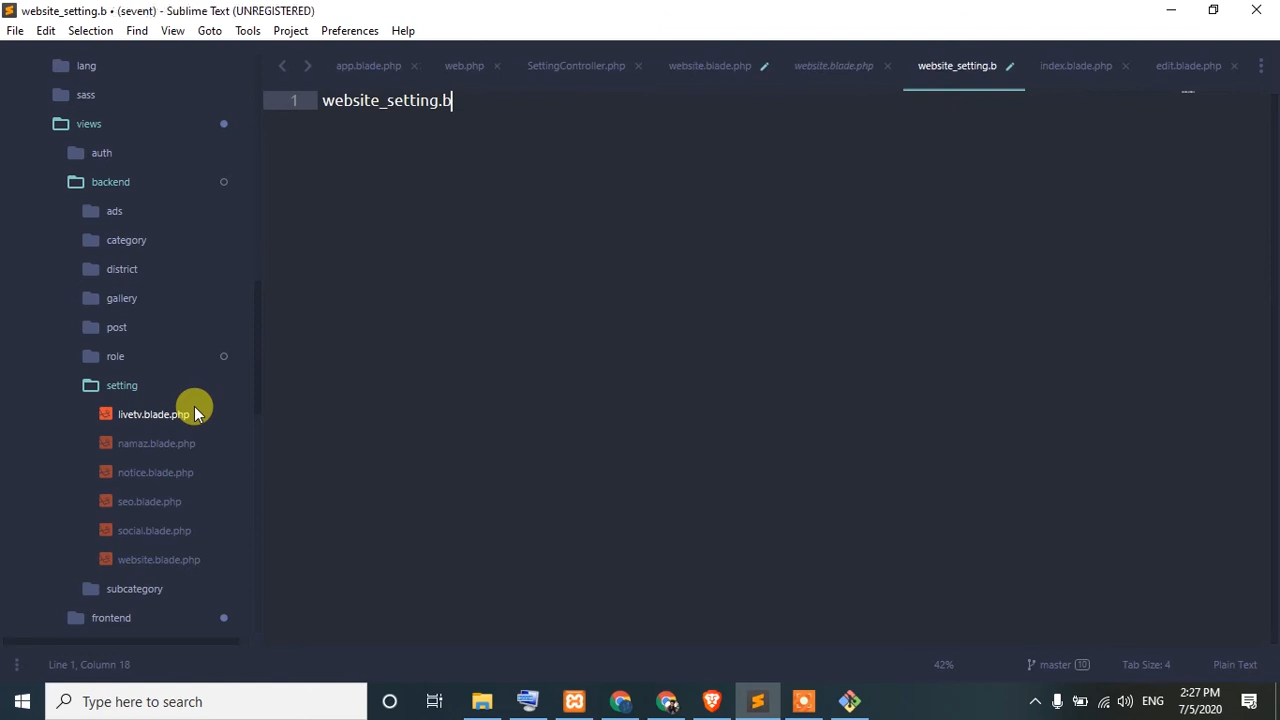 website_setting.b • (sevent) - Sublime Text (UNREGISTERED)
File Edit Selection Find View Goto Tools Project Preferences Help
lang
sass
views
auth
backend
ads
category
district
gallery
post
role
setting
livetv.blade.php
namaz.blade.php
notice.blade.php
seo.blade.php
social.blade.php
website.blade.php
subcategory
frontend
app.blade.php web.php SettingController.php website.blade.php website.blade.php website_setting.b index.blade.php edit.blade.php
1 website_setting.b
Line 1, Column 18 42% master 10 Tab Size: 4 Plain Text
Type here to search
ENG
2:27 PM
7/5/2020